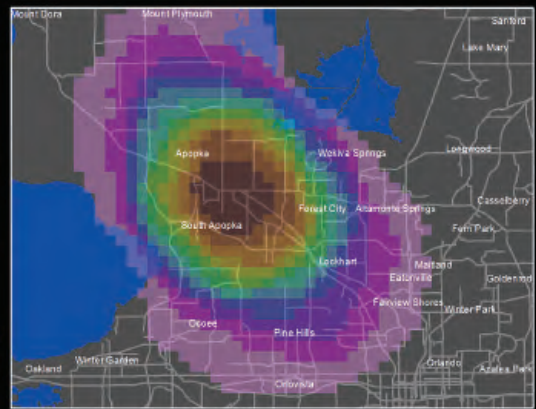 Mount Dora
Mount Plymouth
Sanford
Lake Mary
Apopka
Wekiva Springs
Longwood
Casselberry
Forest City
Altamonte Springs
South Apopka
Fern Park
Lockhart
Maitland
Eatonville
Goldenrod
Fairview Shores
Winter Park
Ocoee
Pine Hills
Winter Garden
Orlando
Oakland
Azalea Park
Orlovista